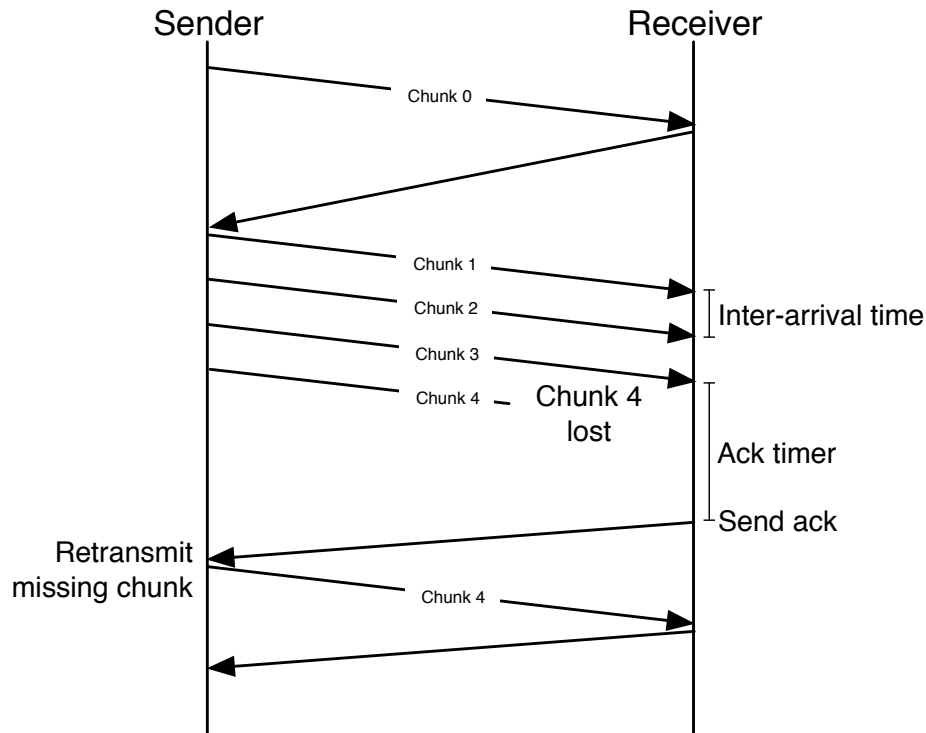 Sender
Receiver
Chunk 0
Chunk 1
Chunk 2
Inter-arrival time
Chunk 3
Chunk 4
Chunk 4
lost
Ack timer
Send ack
Retransmit
missing chunk
Chunk 4